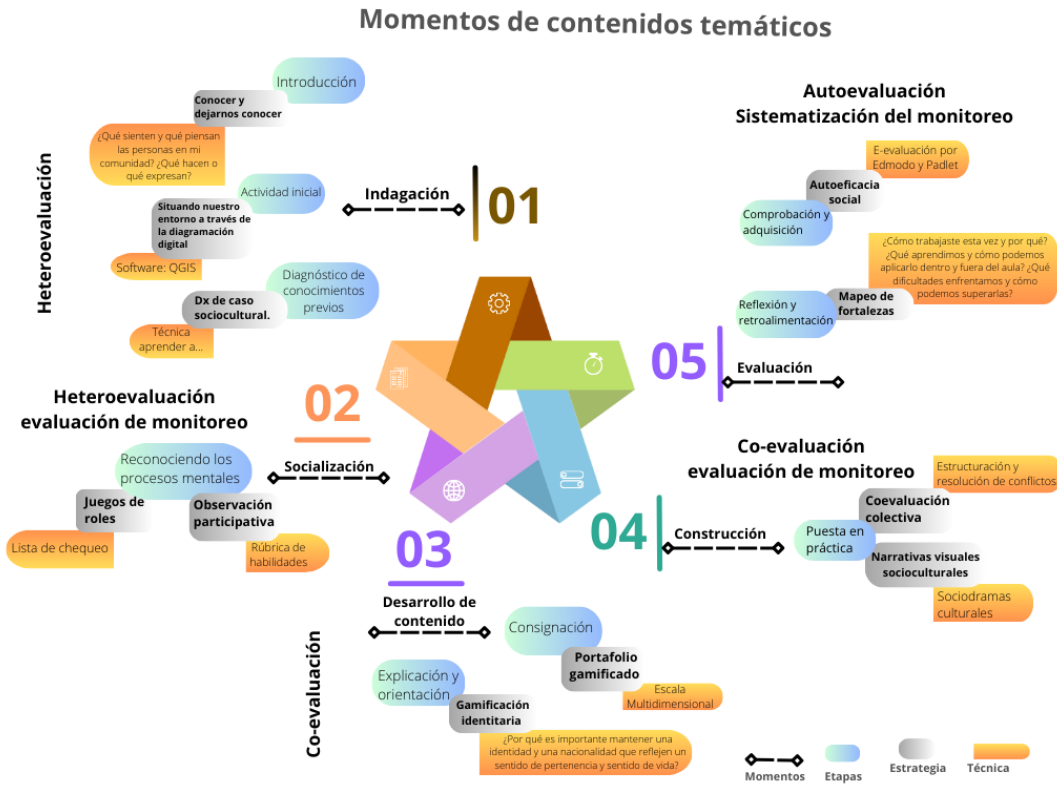 Momentos de contenidos temáticos
Heteroevaluación
Introducción
Conocer y
dejarnos conocer
¿Qué sienten y qué piensan
las personas en mi
comunidad? ¿Qué hacen o
qué expresan?
Actividad inicial
Situando nuestro
entorno a través de
la diagramación
digital
Software: QGIS
Diagnóstico de
conocimientos
previos
Dx de caso
sociocultural.
Técnica
aprender a...
Indagación
01
Heteroevaluación
evaluación de monitoreo
02
Socialización
Reconociendo los
procesos mentales
Juegos de
roles
Observación
participativa
Lista de chequeo
Rúbrica de
habilidades
03
Desarrollo de
contenido
Co-evaluación
Consignación
Portafolio
gamificado
Escala
Multidimensional
Explicación y
orientación
Gamificación
identitaria
¿Por qué es importante mantener una
identidad y una nacionalidad que reflejen un
sentido de pertenencia y sentido de vida?
Co-evaluación
evaluación de monitoreo
04
Construcción
Estructuración y
resolución de conflictos
Coevaluación
colectiva
Puesta en
práctica
Narrativas visuales
socioculturales
Sociodramas
culturales
Autoevaluación
Sistematización del monitoreo
E-evaluación por
Edmodo y Padlet
Autoeficacia
social
Comprobación y
adquisición
¿Cómo trabajaste esta vez y por qué?
¿Qué aprendimos y cómo podemos
aplicarlo dentro y fuera del aula? ¿Qué
dificultades enfrentamos y cómo
podemos superarlas?
Mapeo de
fortalezas
Reflexión y
retroalimentación
05
Evaluación
Momentos
Etapas
Estrategia
Técnica